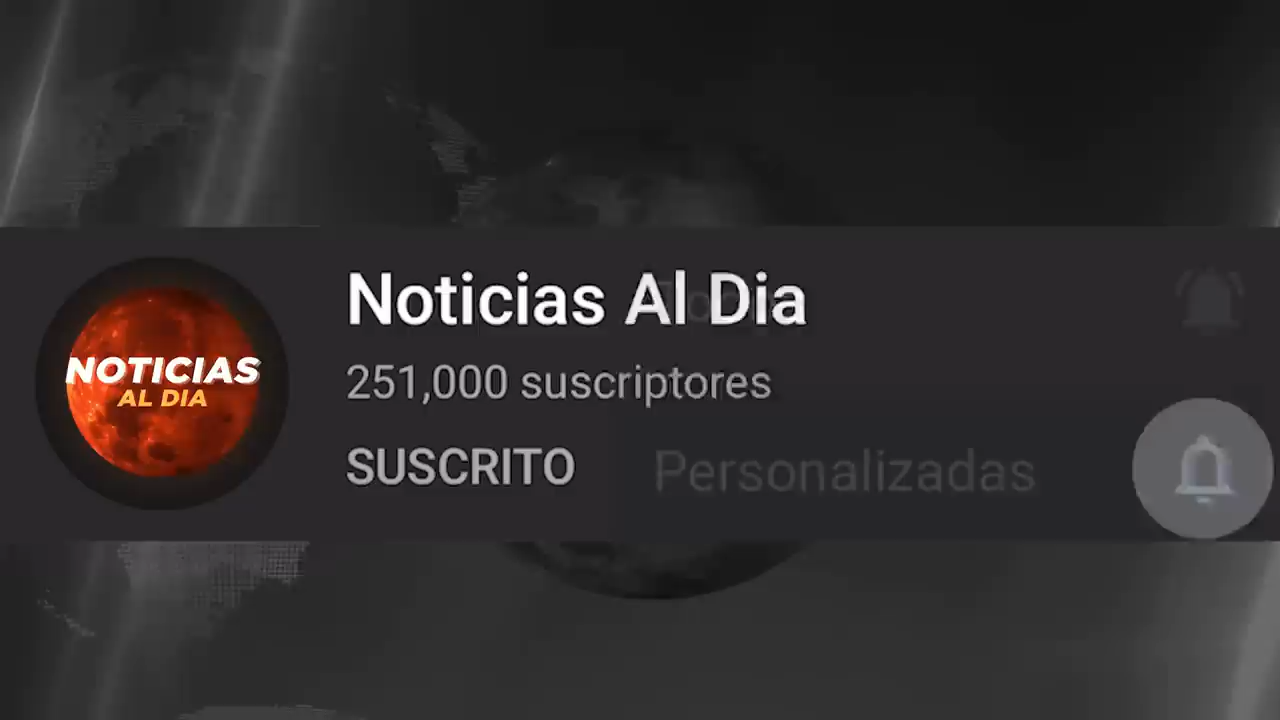 NOTICIAS
AL DIA
Noticias Al Dia
251,000 suscriptores
SUSCRITO
Personalizadas